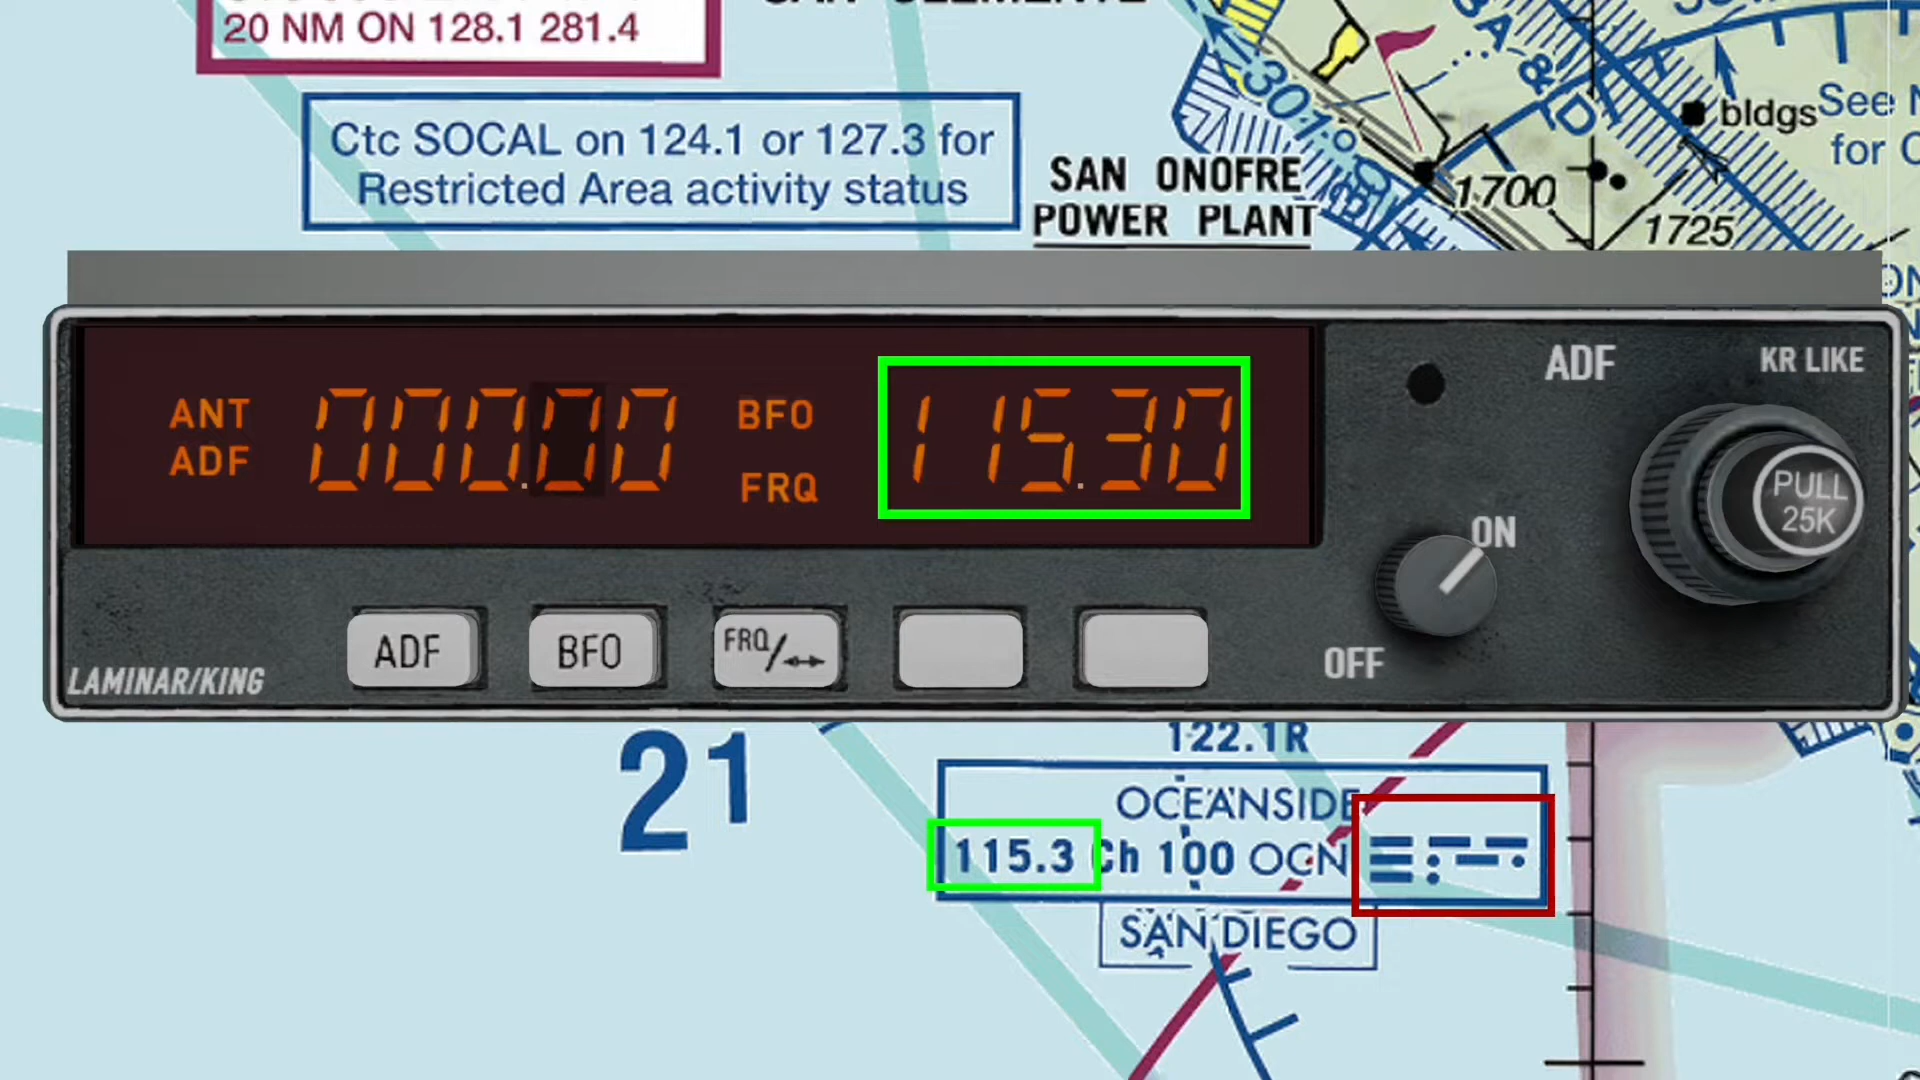 20 NM ON 128.1 281.4
Ctc SOCAL on 124.1 or 127.3 for
Restricted Area activity status
SAN ONOFRE
POWER PLANT
301°
& D
1700
1725
bldgs
See
for
ANT
ADF
000.00
BFO
FRQ
115.30
ADF
KR LIKE
PULL
25K
ON
OFF
ADF
BFO
FRQ/↔
LAMINAR/KING
21
122.1R
OCEANSIDE
115.3 Ch 100 OCN
SAN DIEGO